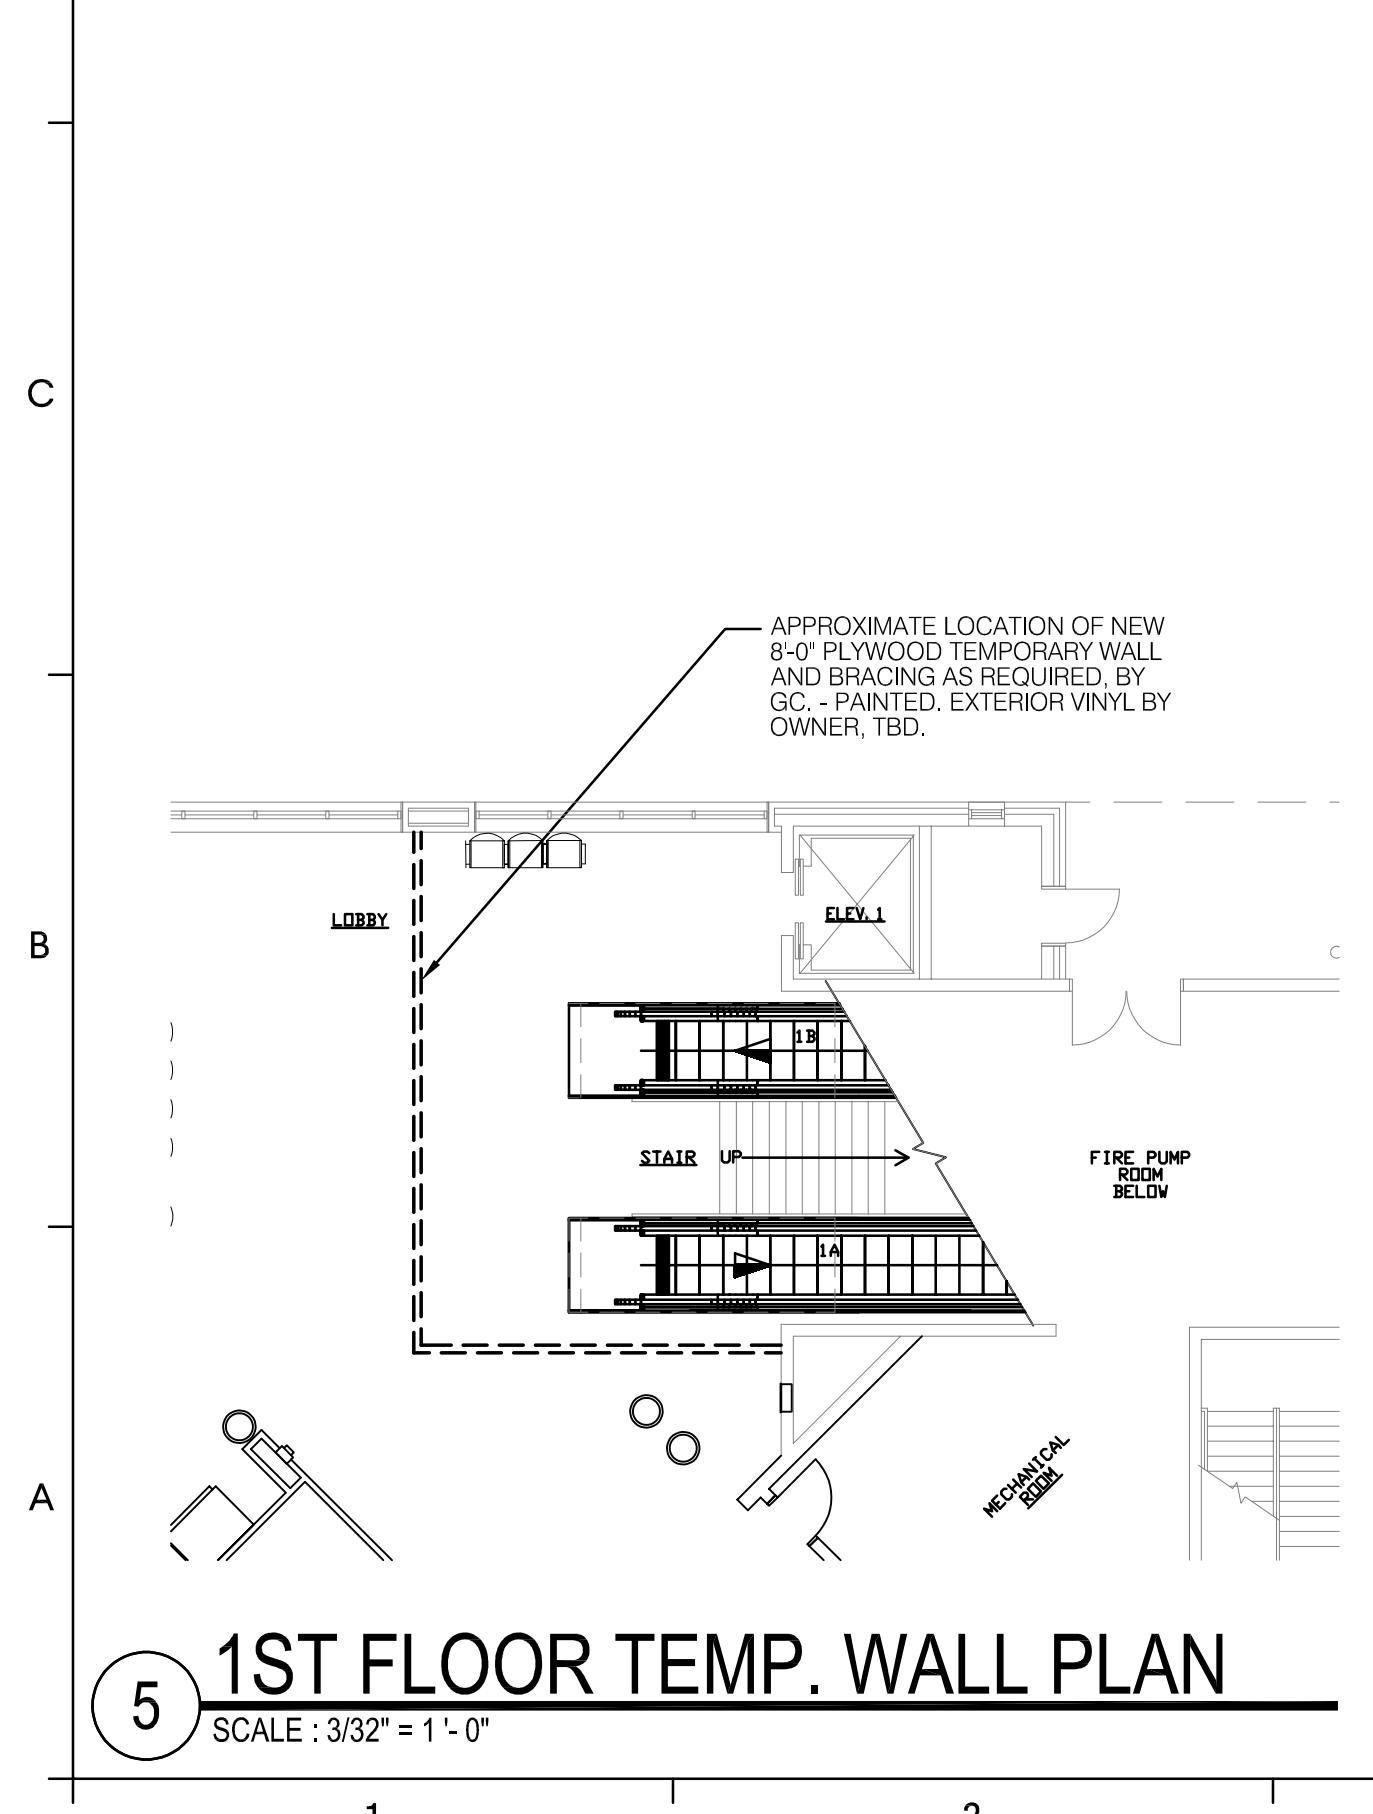 C
APPROXIMATE LOCATION OF NEW
8'-0" PLYWOOD TEMPORARY WALL
AND BRACING AS REQUIRED, BY
GC. - PAINTED. EXTERIOR VINYL BY
OWNER, TBD.
LOBBY
ELEV. 1
B
1B
STAIR UP
FIRE PUMP
ROOM
BELOW
1A
MECHANICAL
ROOM
A
5
1ST FLOOR TEMP. WALL PLAN
SCALE : 3/32" = 1 '- 0"
1